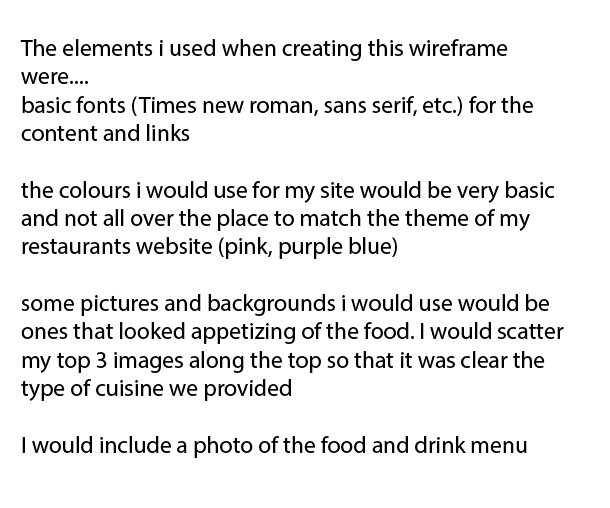 The elements i used when creating this wireframe
were....
basic fonts (Times new roman, sans serif, etc.) for the
content and links
the colours i would use for my site would be very basic
and not all over the place to match the theme of my
restaurants website (pink, purple blue)
some pictures and backgrounds i would use would be
ones that looked appetizing of the food. I would scatter
my top 3 images along the top so that it was clear the
type of cuisine we provided
I would include a photo of the food and drink menu